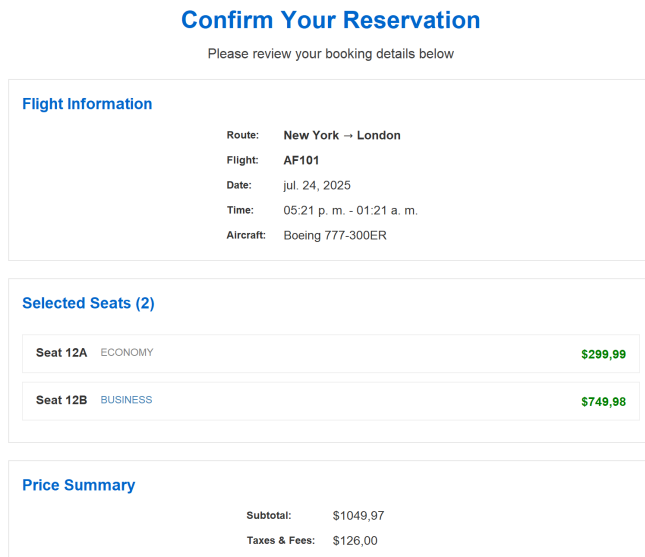 Confirm Your Reservation
Please review your booking details below
Flight Information
Route: New York → London
Flight: AF101
Date: jul. 24, 2025
Time: 05:21 p. m. - 01:21 a. m.
Aircraft: Boeing 777-300ER
Selected Seats (2)
Seat 12A ECONOMY $299,99
Seat 12B BUSINESS $749,98
Price Summary
Subtotal: $1049,97
Taxes & Fees: $126,00